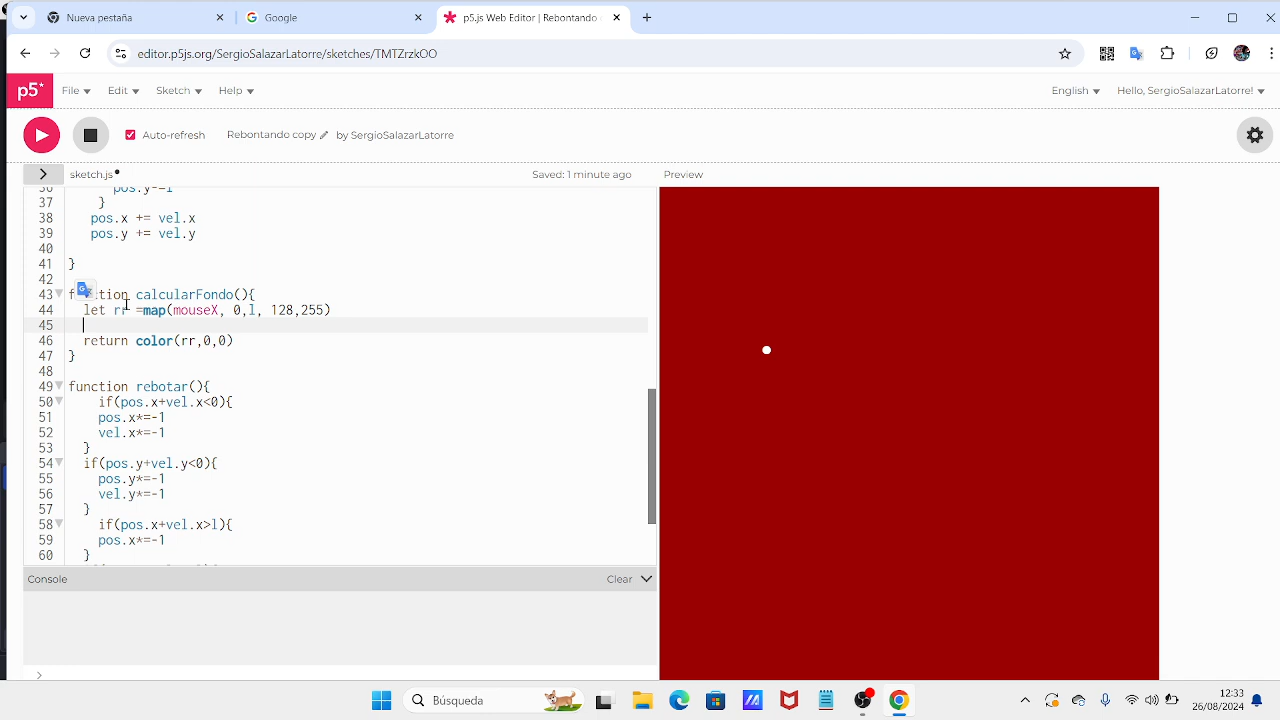 Nueva pestaña
Google
p5.js Web Editor | Rebontando
editor.p5js.org/SergioSalazarLatorre/sketches/TMTZrzkOO
p5*
File
Edit
Sketch
Help
English
Hello, SergioSalazarLatorre!
Auto-refresh
Rebontando copy
by SergioSalazarLatorre
sketch.js
Saved: 1 minute ago
Preview
37 }
38 pos.x += vel.x
39 pos.y += vel.y
40
41 }
42
43 function calcularFondo(){
44 let rr =map(mouseX, 0,l, 128,255)
45
46 return color(rr,0,0)
47 }
48
49 function rebotar(){
50 if(pos.x+vel.x<0){
51 pos.x*=-1
52 vel.x*=-1
53 }
54 if(pos.y+vel.y<0){
55 pos.y*=-1
56 vel.y*=-1
57 }
58 if(pos.x+vel.x>l){
59 pos.x*=-1
60 }
Console
Clear
>
Búsqueda
12:33
26/08/2024